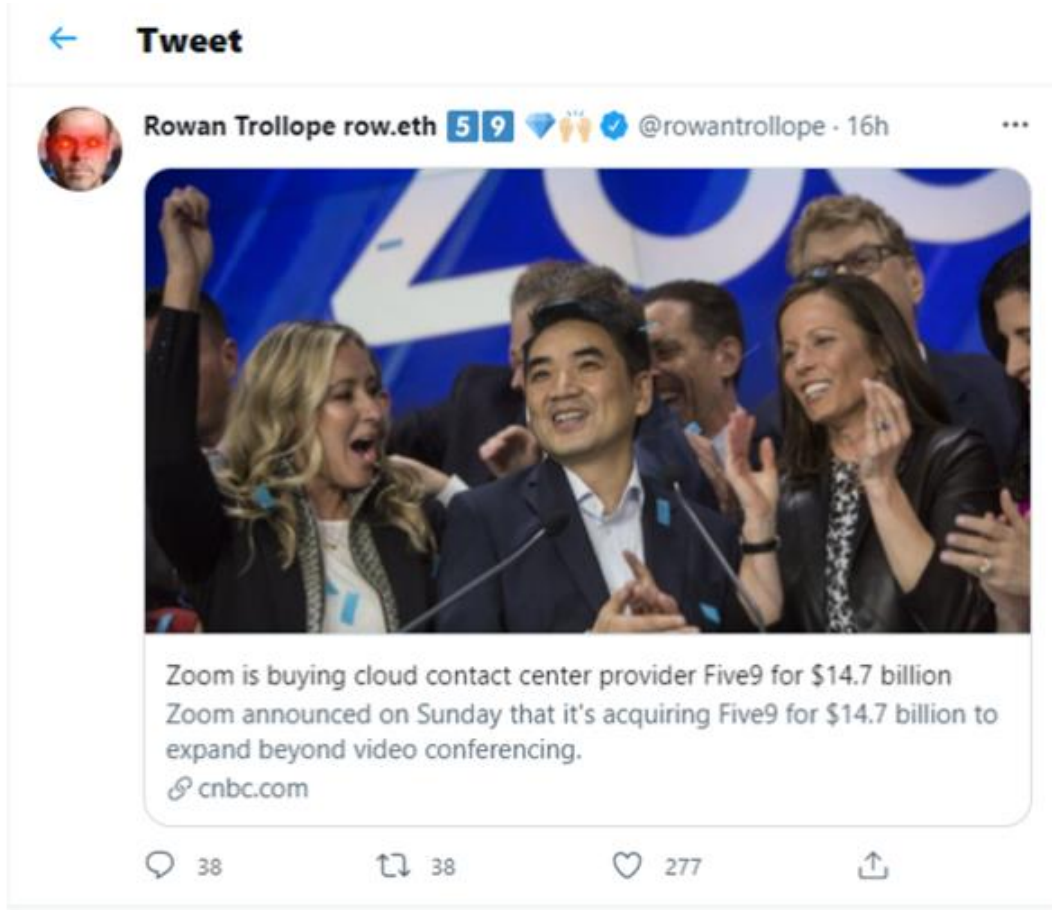 Tweet
Rowan Trollope row.eth 5 9 💎🙌🏻 @rowantrollope · 16h
ZOO
Zoom is buying cloud contact center provider Five9 for $14.7 billion
Zoom announced on Sunday that it's acquiring Five9 for $14.7 billion to
expand beyond video conferencing.
cnbc.com
38 38 277